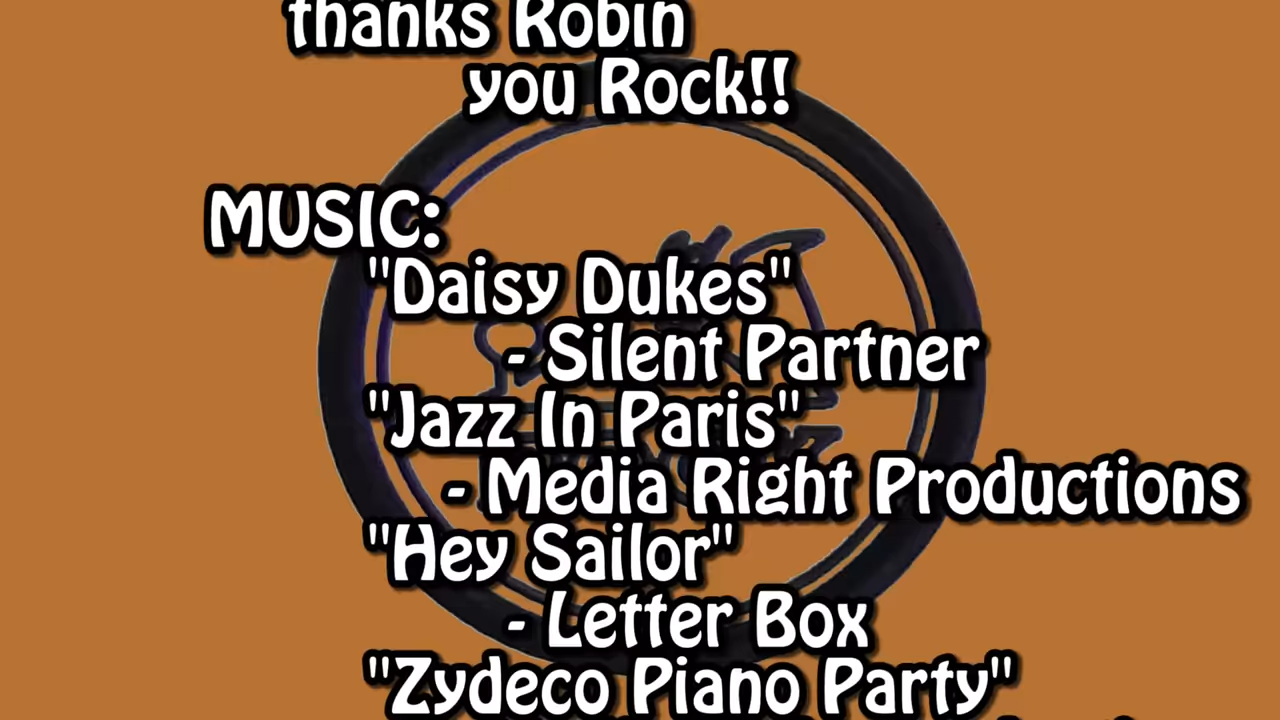 thanks Robin
you Rock!!
MUSIC:
"Daisy Dukes"
- Silent Partner
"Jazz In Paris"
- Media Right Productions
"Hey Sailor"
- Letter Box
"Zydeco Piano Party"